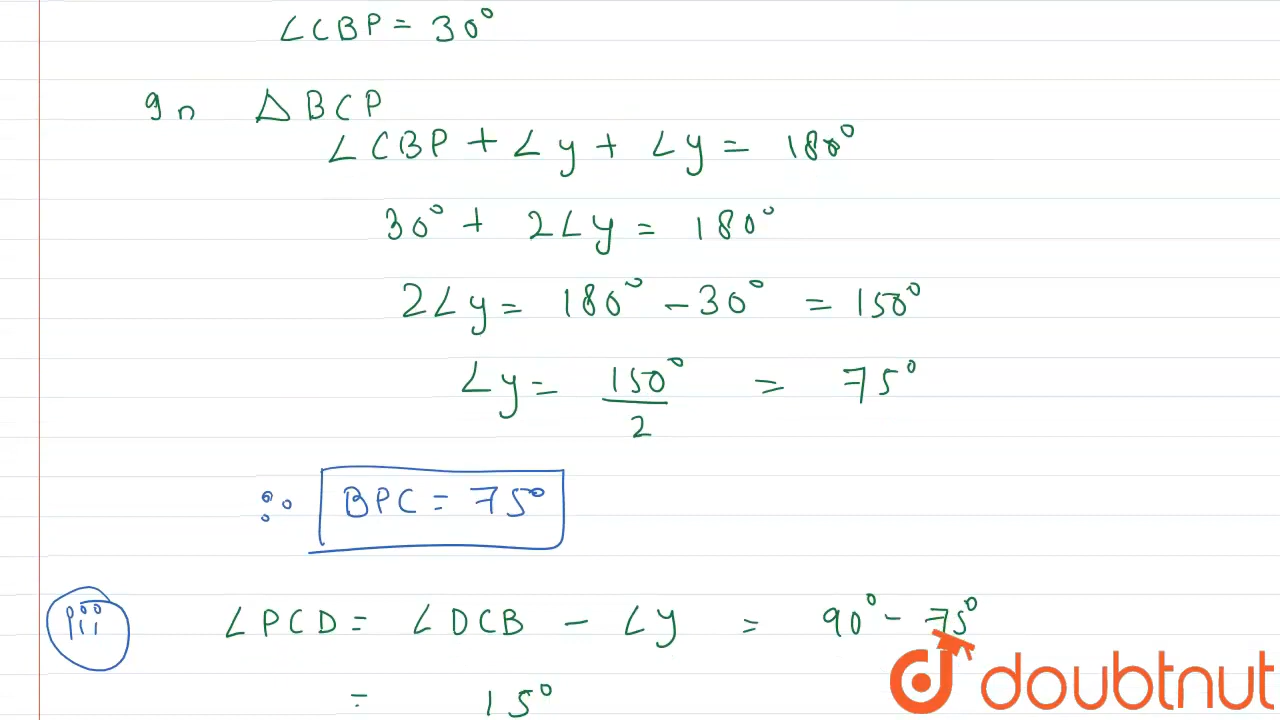 ∠CBP = 30°
In △BCP
∠CBP + ∠y + ∠y = 180°
30° + 2∠y = 180°
2∠y = 180° - 30° = 150°
∠y = 150°/2 = 75°
∴ BPC = 75°
iii ∠PCD = ∠DCB - ∠y = 90° - 75°
= 15°
doubtnut